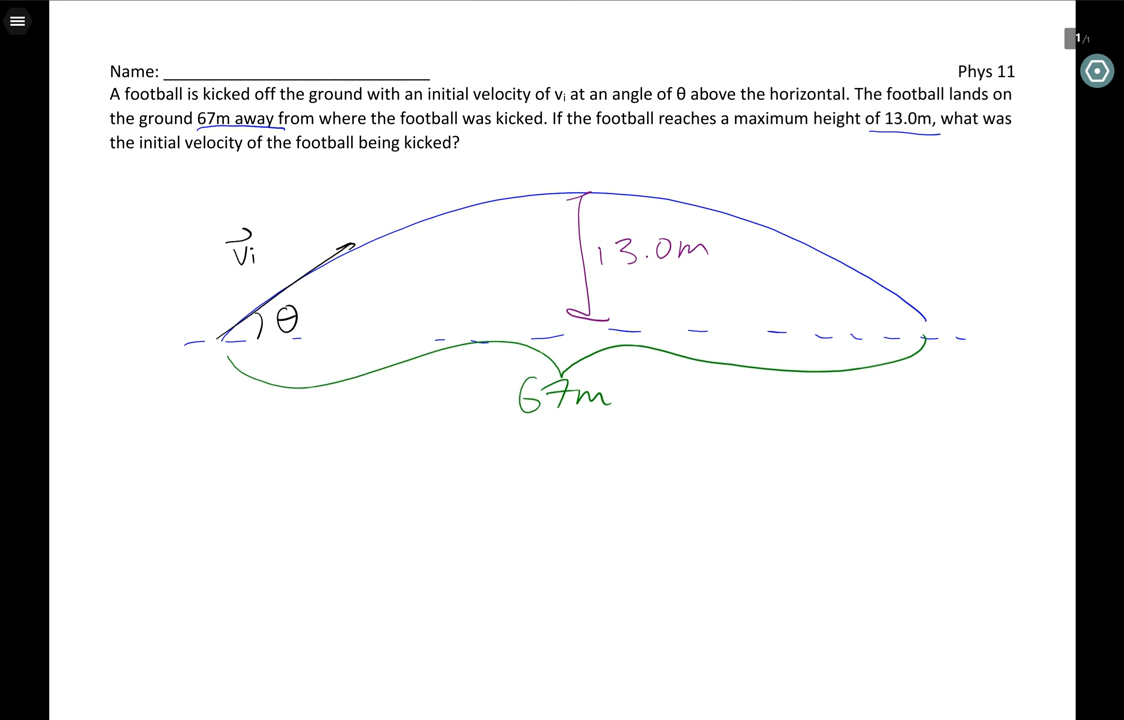 1/1
Name: ______________________________ Phys 11
A football is kicked off the ground with an initial velocity of vᵢ at an angle of θ above the horizontal. The football lands on
the ground 67m away from where the football was kicked. If the football reaches a maximum height of 13.0m, what was
the initial velocity of the football being kicked?
v⃗i
13.0m
θ
67m